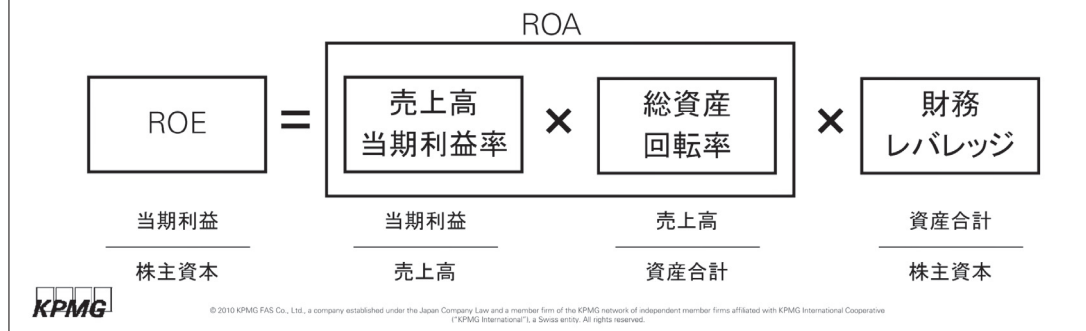 ROA
ROE = 売上高 × 総資産 × 財務
当期利益率 回転率 レバレッジ
当期利益 当期利益 売上高 資産合計
株主資本 売上高 資産合計 株主資本
KPMG
© 2010 KPMG FAS Co., Ltd., a company established under the Japan Company Law and a member firm of the KPMG network of independent member firms affiliated with KPMG International Cooperative
("KPMG International"), a Swiss entity. All rights reserved.